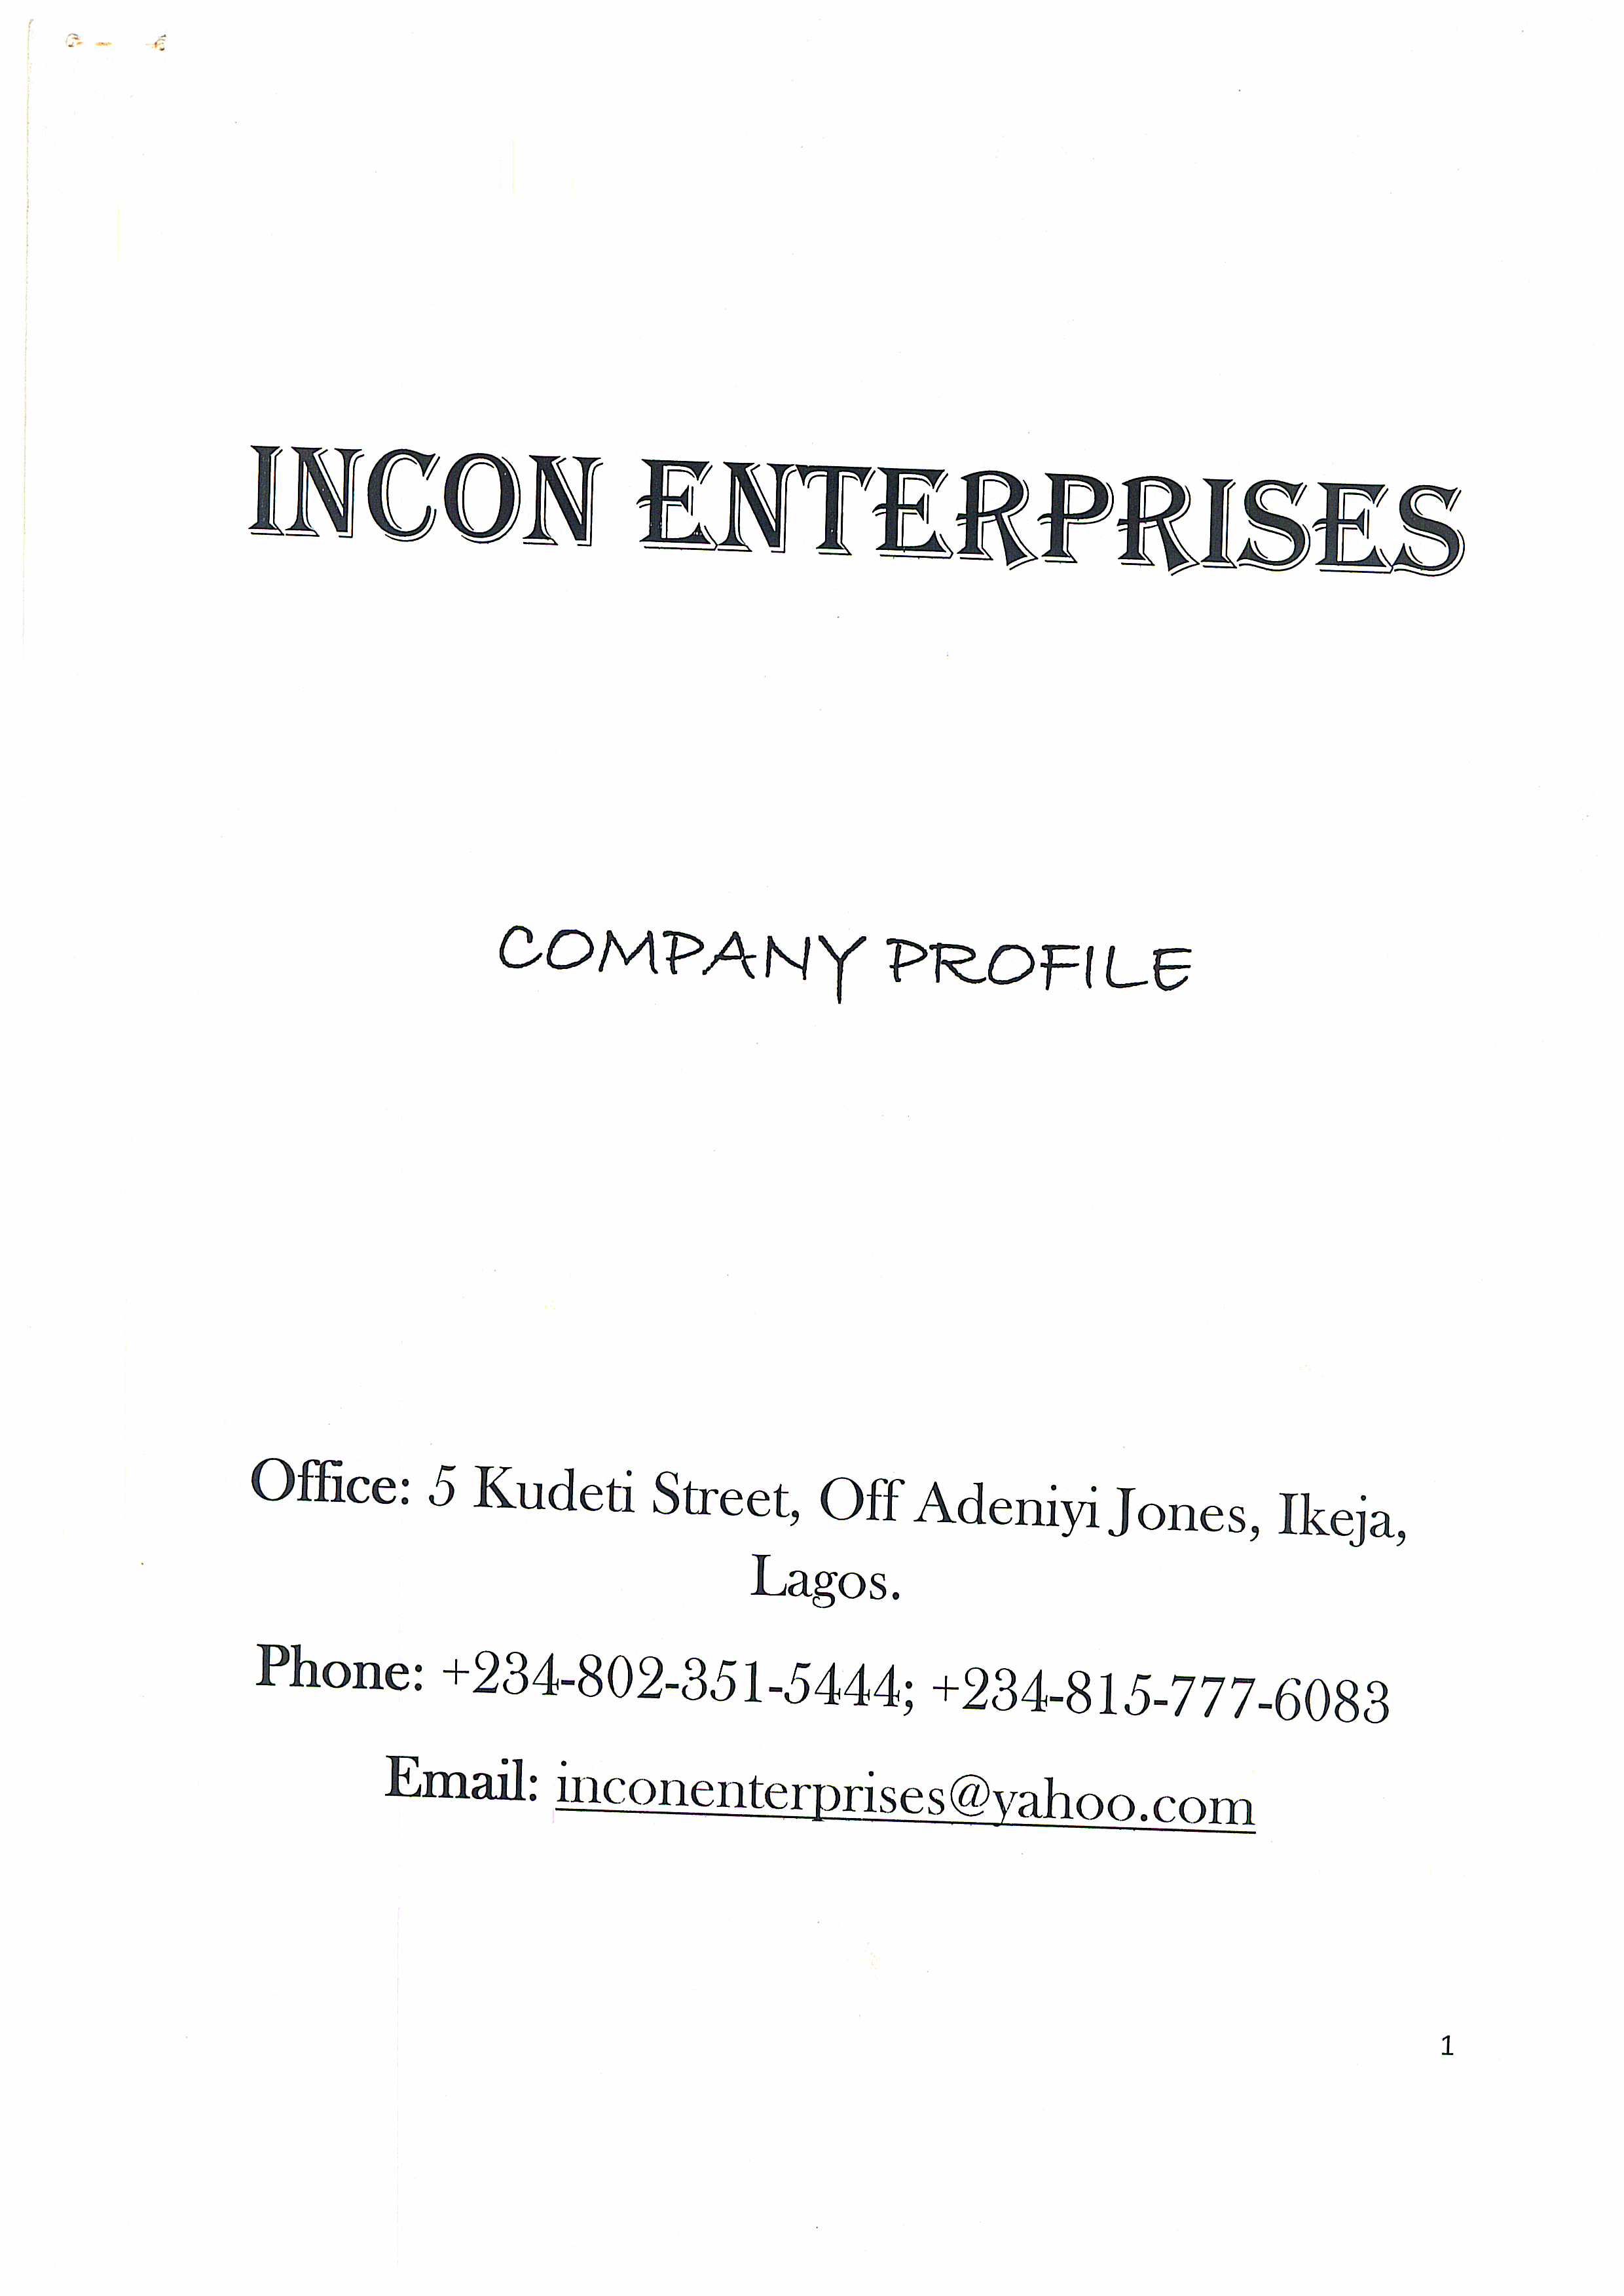 INCON ENTERPRISES
COMPANY PROFILE
Office: 5 Kudeti Street, Off Adeniyi Jones, Ikeja,
Lagos.
Phone: +234-802-351-5444; +234-815-777-6083
Email: inconenterprises@yahoo.com
1